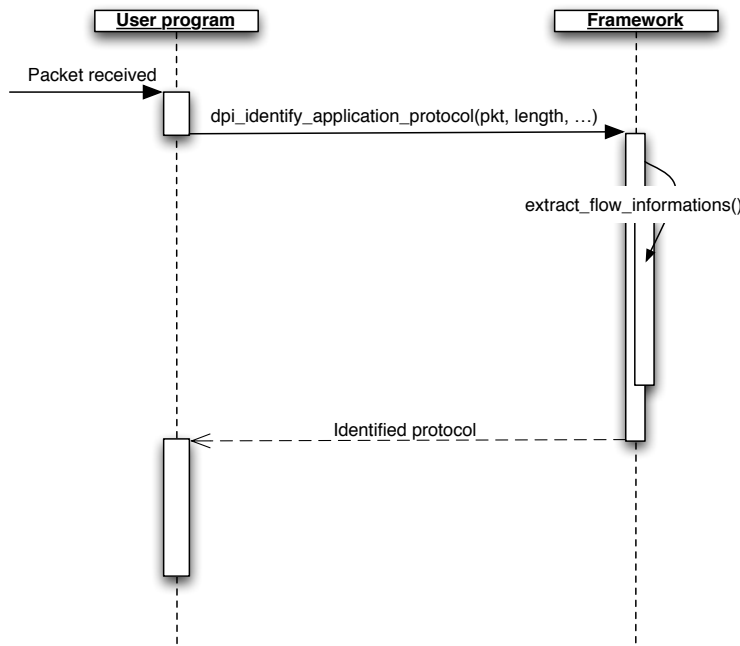 User program
Framework
Packet received
dpi_identify_application_protocol(pkt, length, …)
extract_flow_informations()
Identified protocol